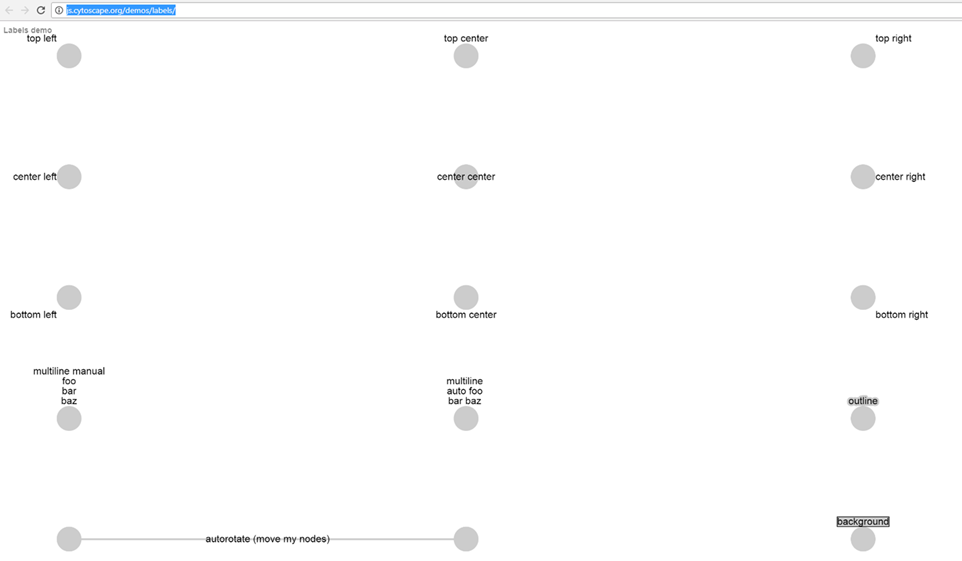 js.cytoscape.org/demos/labels/
Labels demo
top left
top center
top right
center left
center center
center right
bottom left
bottom center
bottom right
multiline manual
foo
bar
baz
multiline
auto foo
bar baz
outline
autorotate (move my nodes)
background